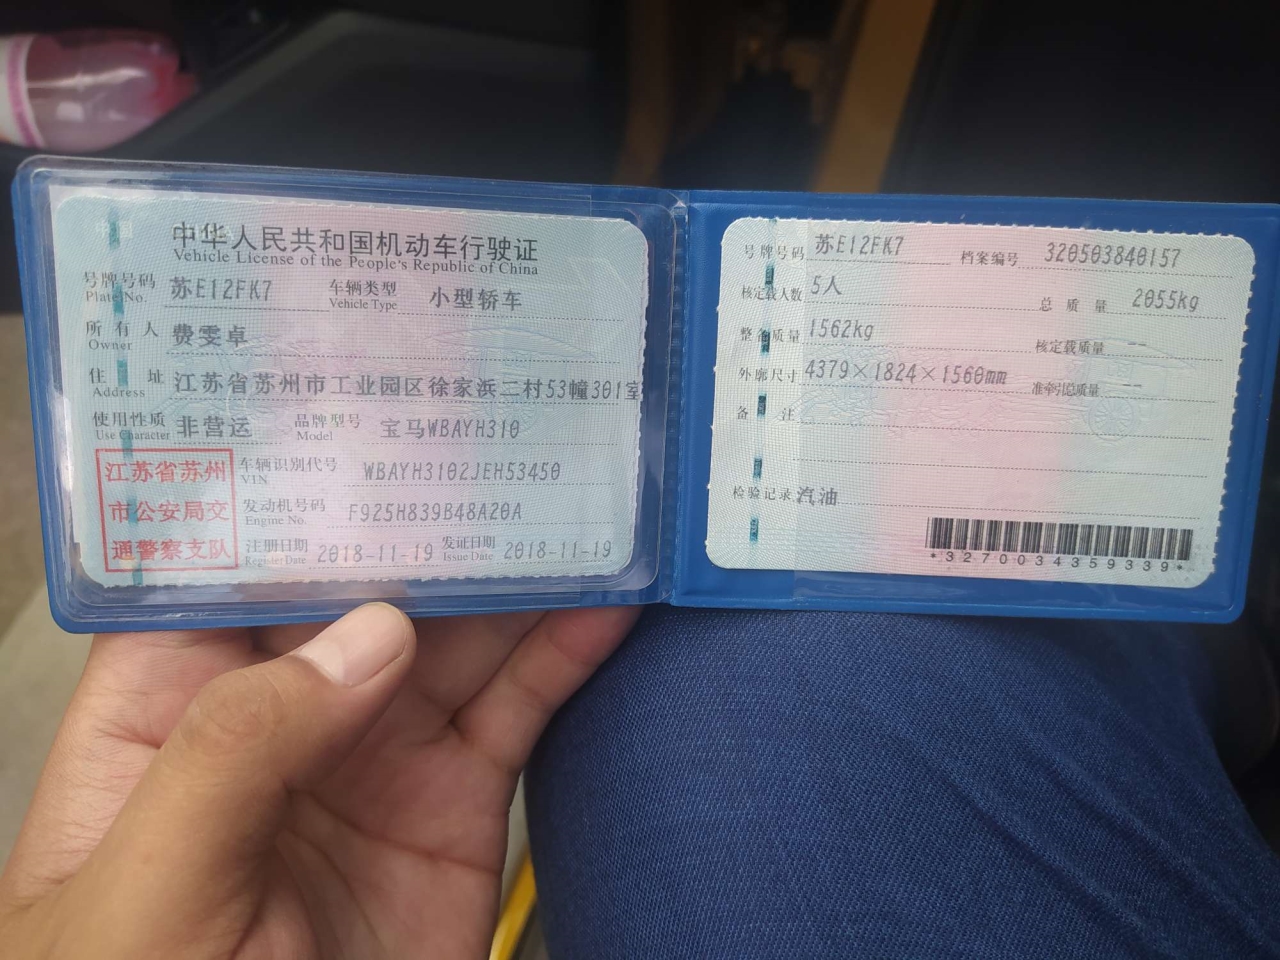 中华人民共和国机动车行驶证
Vehicle License of the People's Republic of China
号牌号码 苏E12FK7 车辆类型 小型轿车
Plate No. Vehicle Type
所有人 费雯卓
Owner
住址 江苏省苏州市工业园区徐家浜二村53幢301室
Address
使用性质 非营运 品牌型号 宝马WBAYH310
Use Character Model
江苏省苏州
市公安局交
通警察支队
车辆识别代号 WBAYH3102JEH53450
VIN
发动机号码 F925H839B48A20A
Engine No.
注册日期 2018-11-19 发证日期 2018-11-19
Register Date Issue Date
号牌号码 苏E12FK7 档案编号 320503840157
核定载人数 5人 总质量 2055kg
整备质量 1562kg 核定载质量 --
外廓尺寸 4379×1824×1560mm 准牵引总质量 --
备注
检验记录 汽油
*3270034359339*